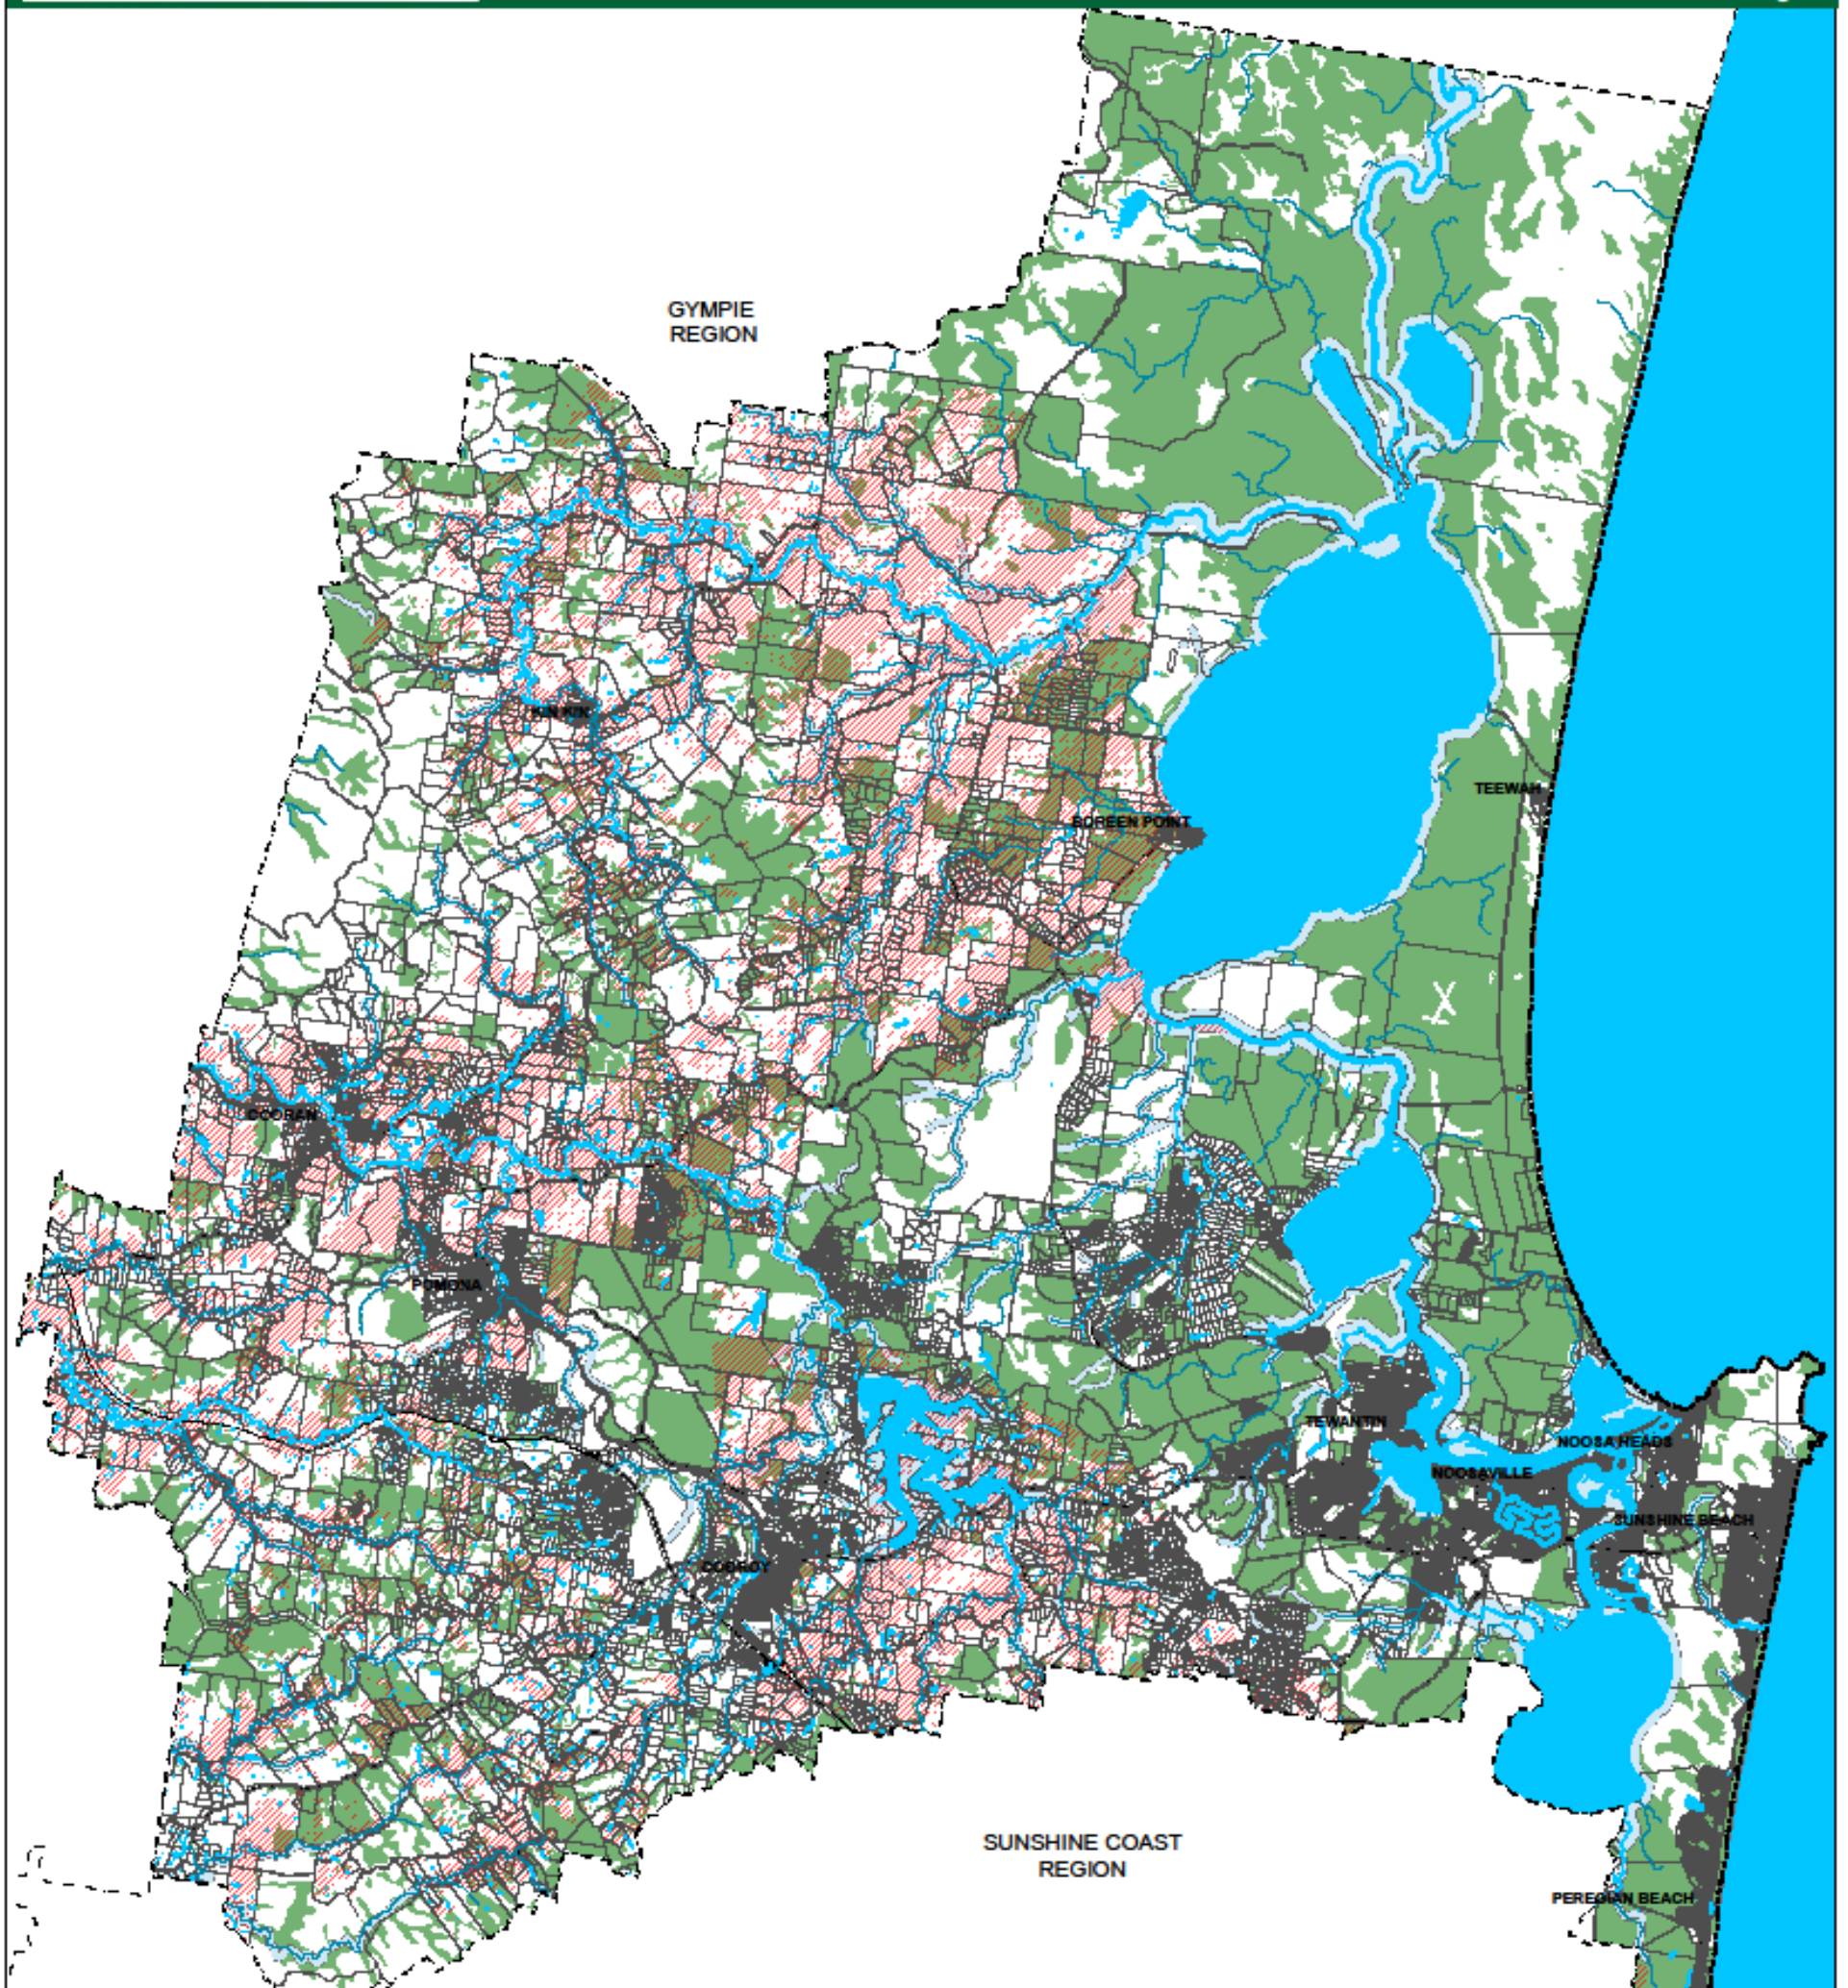 GYMPIE
REGION
KIN KIN
TEEWAH
BOREEN POINT
COORAN
POMONA
TEWANTIN
NOOSA HEADS
NOOSAVILLE
SUNSHINE BEACH
COOROY
SUNSHINE COAST
REGION
PEREGIAN BEACH